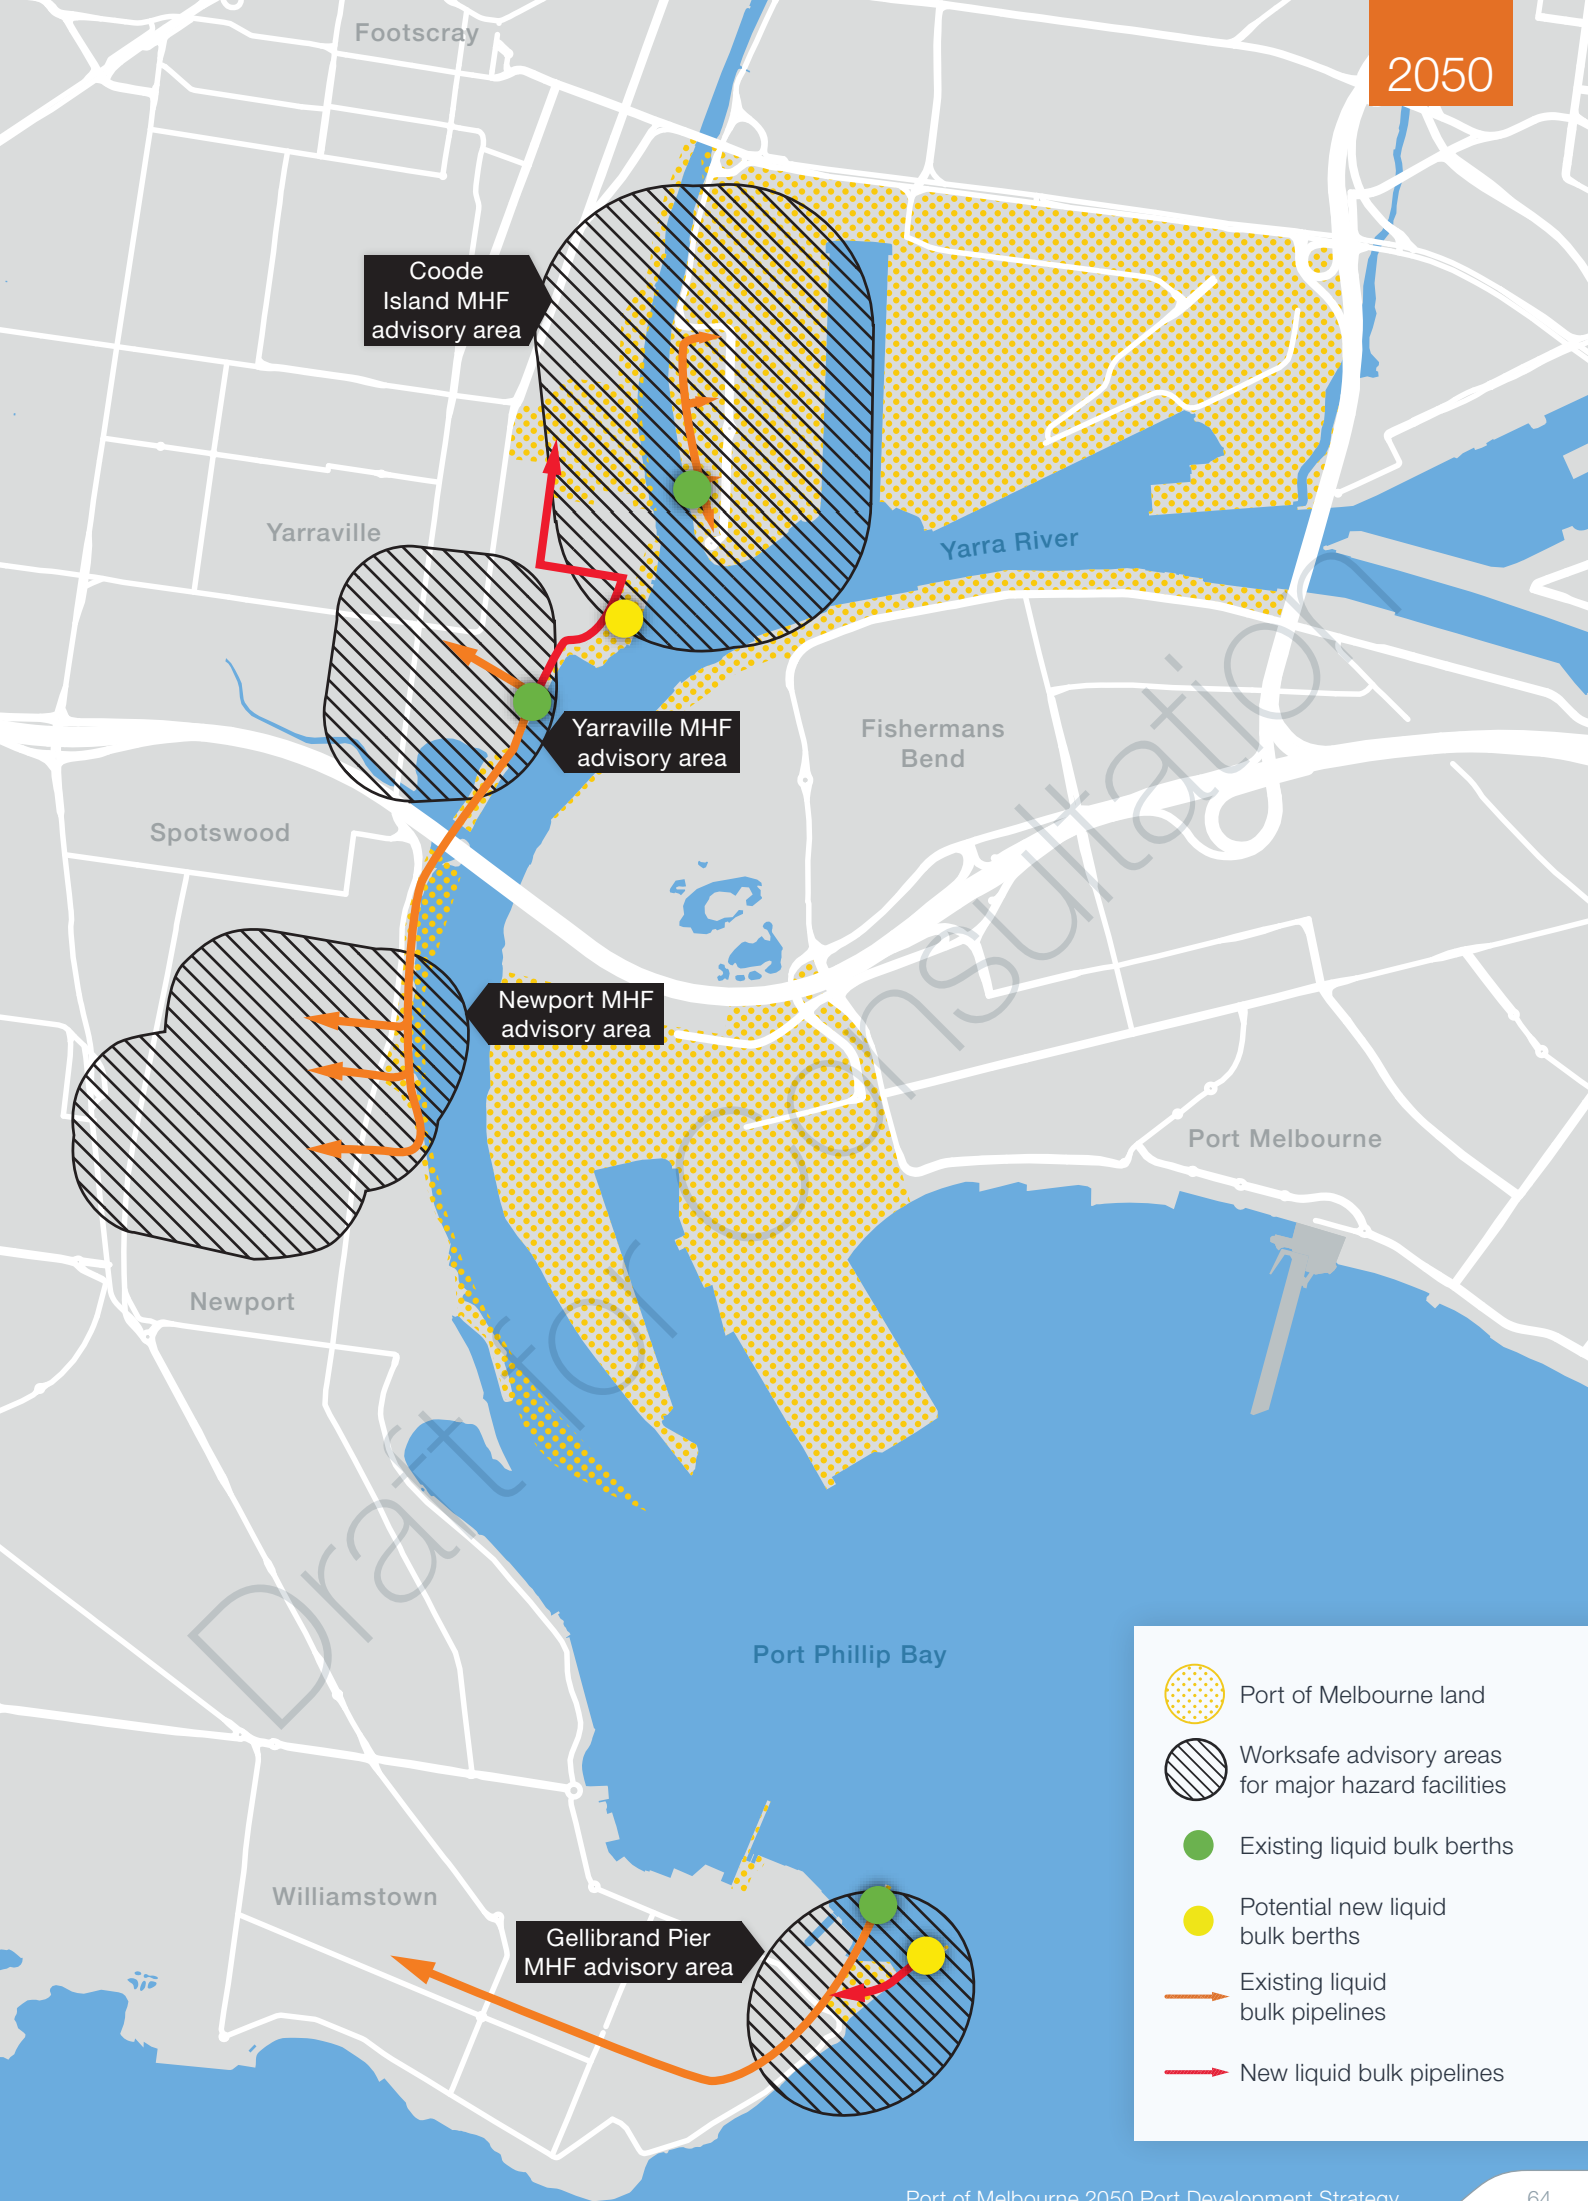 2050
Footscray
Coode
Island MHF
advisory area
Yarraville
Yarra River
Yarraville MHF
advisory area
Fishermans
Bend
Spotswood
Newport MHF
advisory area
Port Melbourne
Newport
Draft for Consultation
Port Phillip Bay
Williamstown
Gellibrand Pier
MHF advisory area
Port of Melbourne land
Worksafe advisory areas
for major hazard facilities
Existing liquid bulk berths
Potential new liquid
bulk berths
Existing liquid
bulk pipelines
New liquid bulk pipelines
Port of Melbourne 2050 Port Development Strategy
64